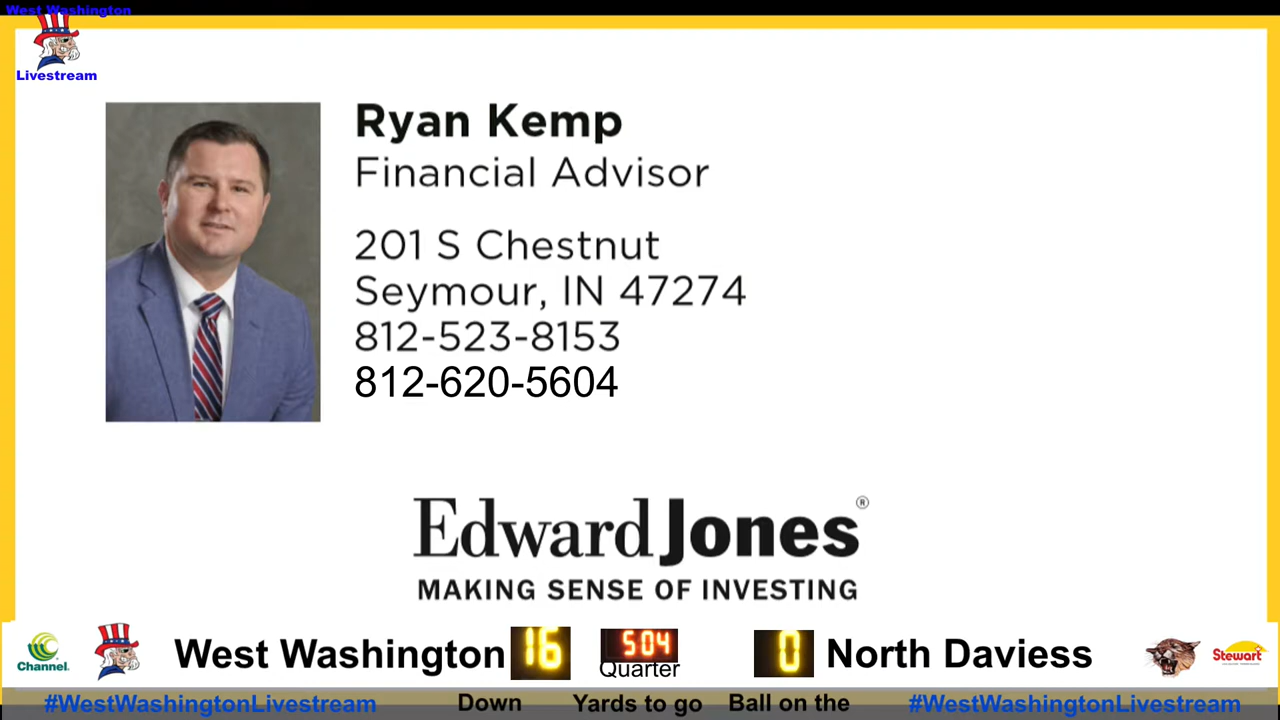 West Washington
Livestream
Ryan Kemp
Financial Advisor
201 S Chestnut
Seymour, IN 47274
812-523-8153
812-620-5604
Edward Jones®
MAKING SENSE OF INVESTING
Channel.
West Washington 16 5:04 0 North Daviess
Stewart
Quarter
#WestWashingtonLivestream Down Yards to go Ball on the #WestWashingtonLivestream